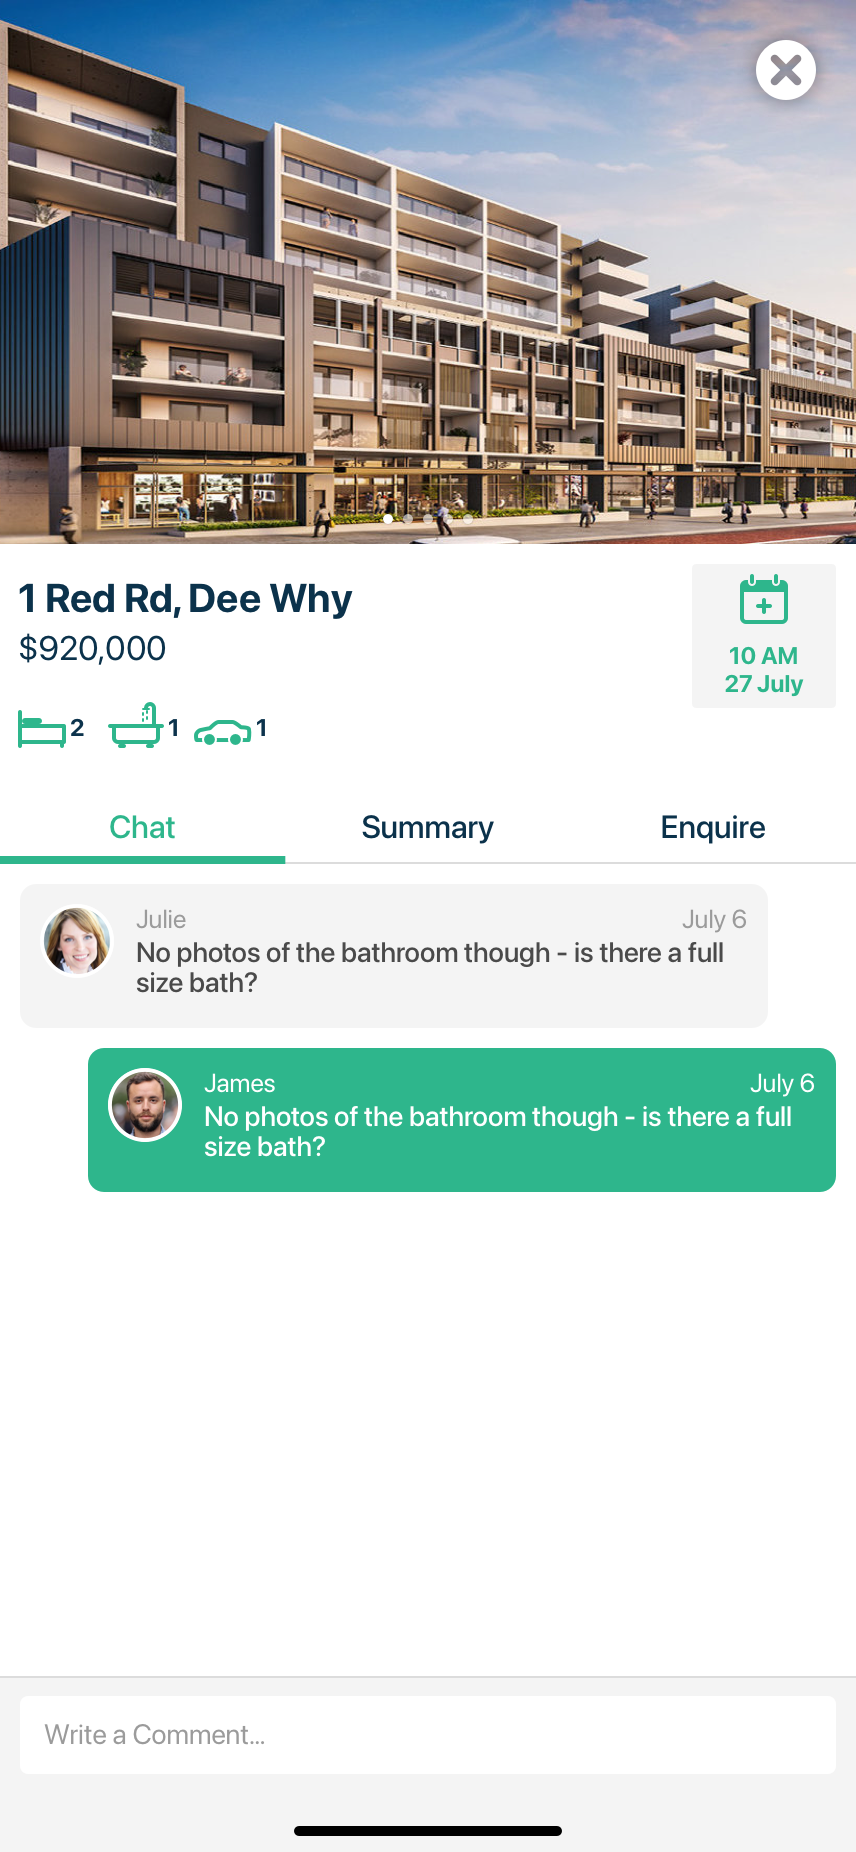 1 Red Rd, Dee Why
$920,000
10 AM
27 July
2 1 1
Chat Summary Enquire
Julie July 6
No photos of the bathroom though - is there a full
size bath?
James July 6
No photos of the bathroom though - is there a full
size bath?
Write a Comment...